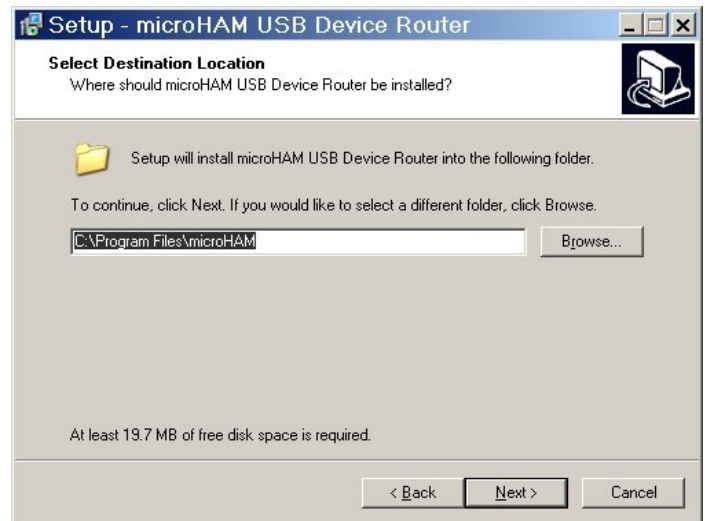 Setup - microHAM USB Device Router
Select Destination Location
Where should microHAM USB Device Router be installed?
Setup will install microHAM USB Device Router into the following folder.
To continue, click Next. If you would like to select a different folder, click Browse.
C:\Program Files\microHAM
Browse...
At least 19.7 MB of free disk space is required.
< Back
Next >
Cancel